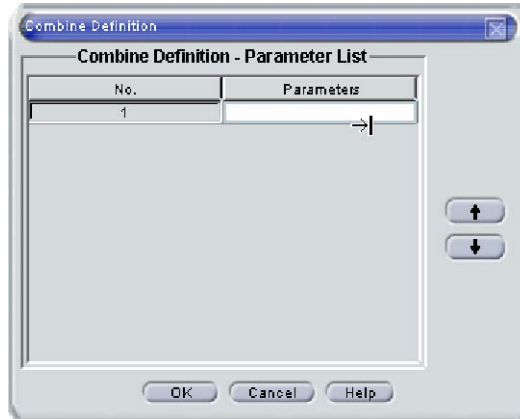 Combine Definition
Combine Definition - Parameter List
No. Parameters
1
OK Cancel Help